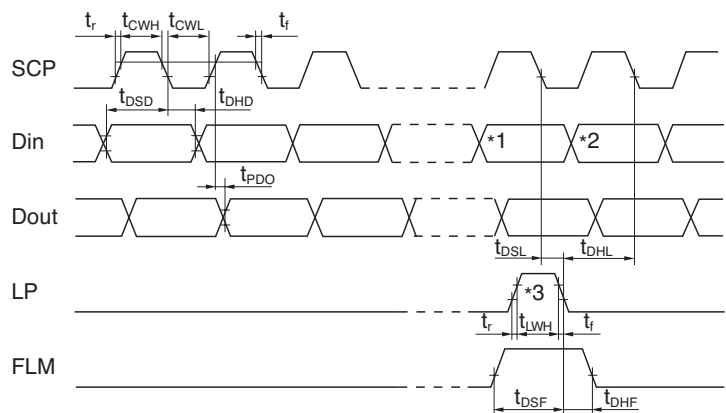 tr tCWH tCWL tf
SCP
tDSD tDHD
Din *1 *2
tPDO
Dout
tDSL tDHL
LP *3
tr tLWH tf
FLM
tDSF tDHF